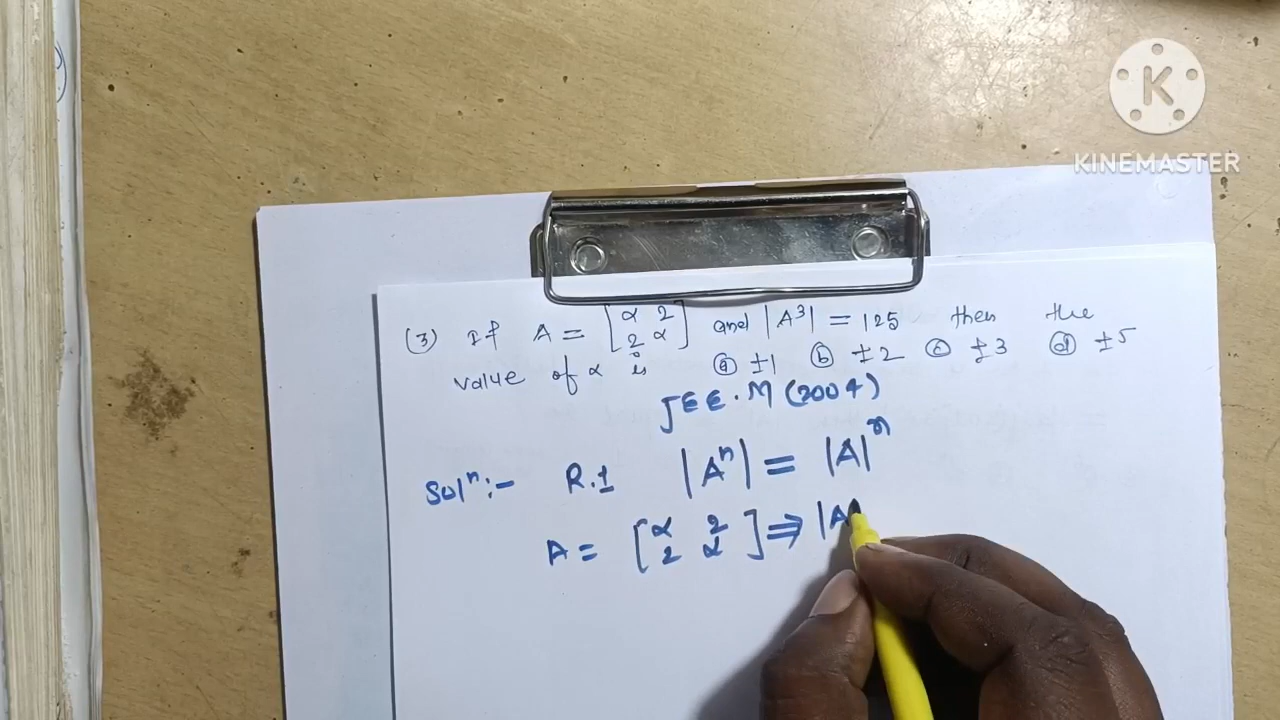 K
KINEMASTER
(3) If A = [α 2 2 α] and |A³| = 125 then the
value of α is ⓐ ±1 ⓑ ±2 ⓒ ±3 ⓓ ±5
JEE.M (2004)
Solⁿ:- R.1 |Aⁿ| = |A|ⁿ
A = [α 2 2 α] ⇒ |A